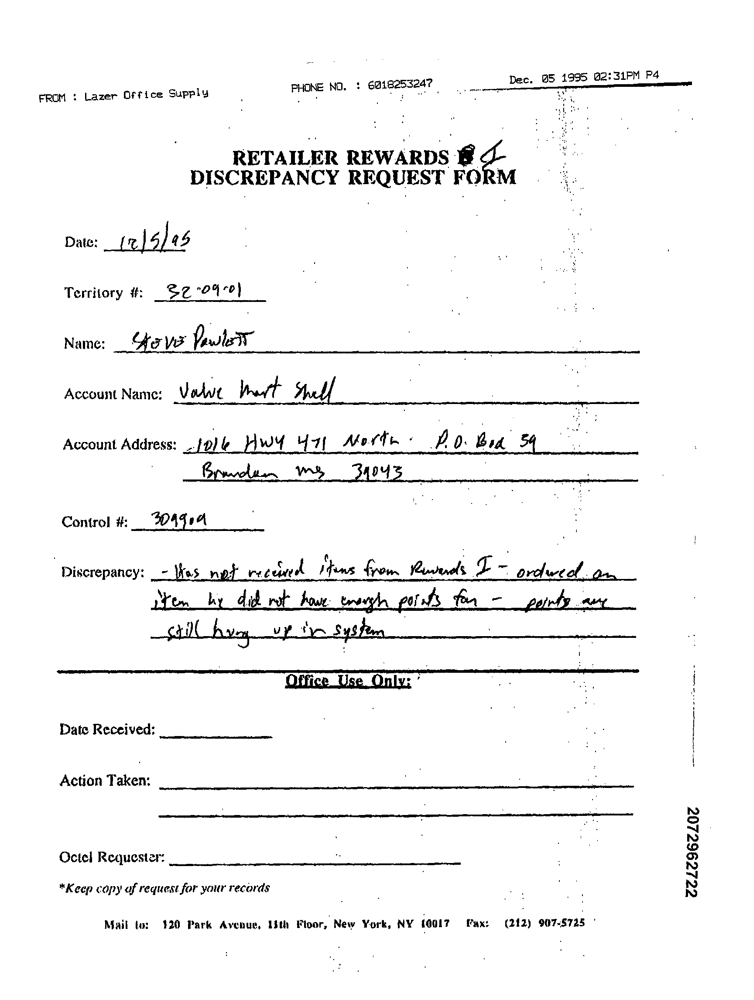 FROM : Lazer Office Supply PHONE NO. : 6018253247 Dec. 05 1995 02:31PM P4
RETAILER REWARDS I
DISCREPANCY REQUEST FORM
Date: 12/5/95
Territory #: 32-09-01
Name: Steve Pawlett
Account Name: Value Mart Shell
Account Address: 1016 HWY 471 North. P.O. Box 59
Brandon ms 39043
Control #: 309909
Discrepancy: - Has not received items from Rewards I - ordered an
item he did not have enough points for - points are
still hung up in system
Office Use Only:
Date Received:
Action Taken:
Octel Requester:
*Keep copy of request for your records
Mail to: 120 Park Avenue, 11th Floor, New York, NY 10017 Fax: (212) 907-5725
2072962722